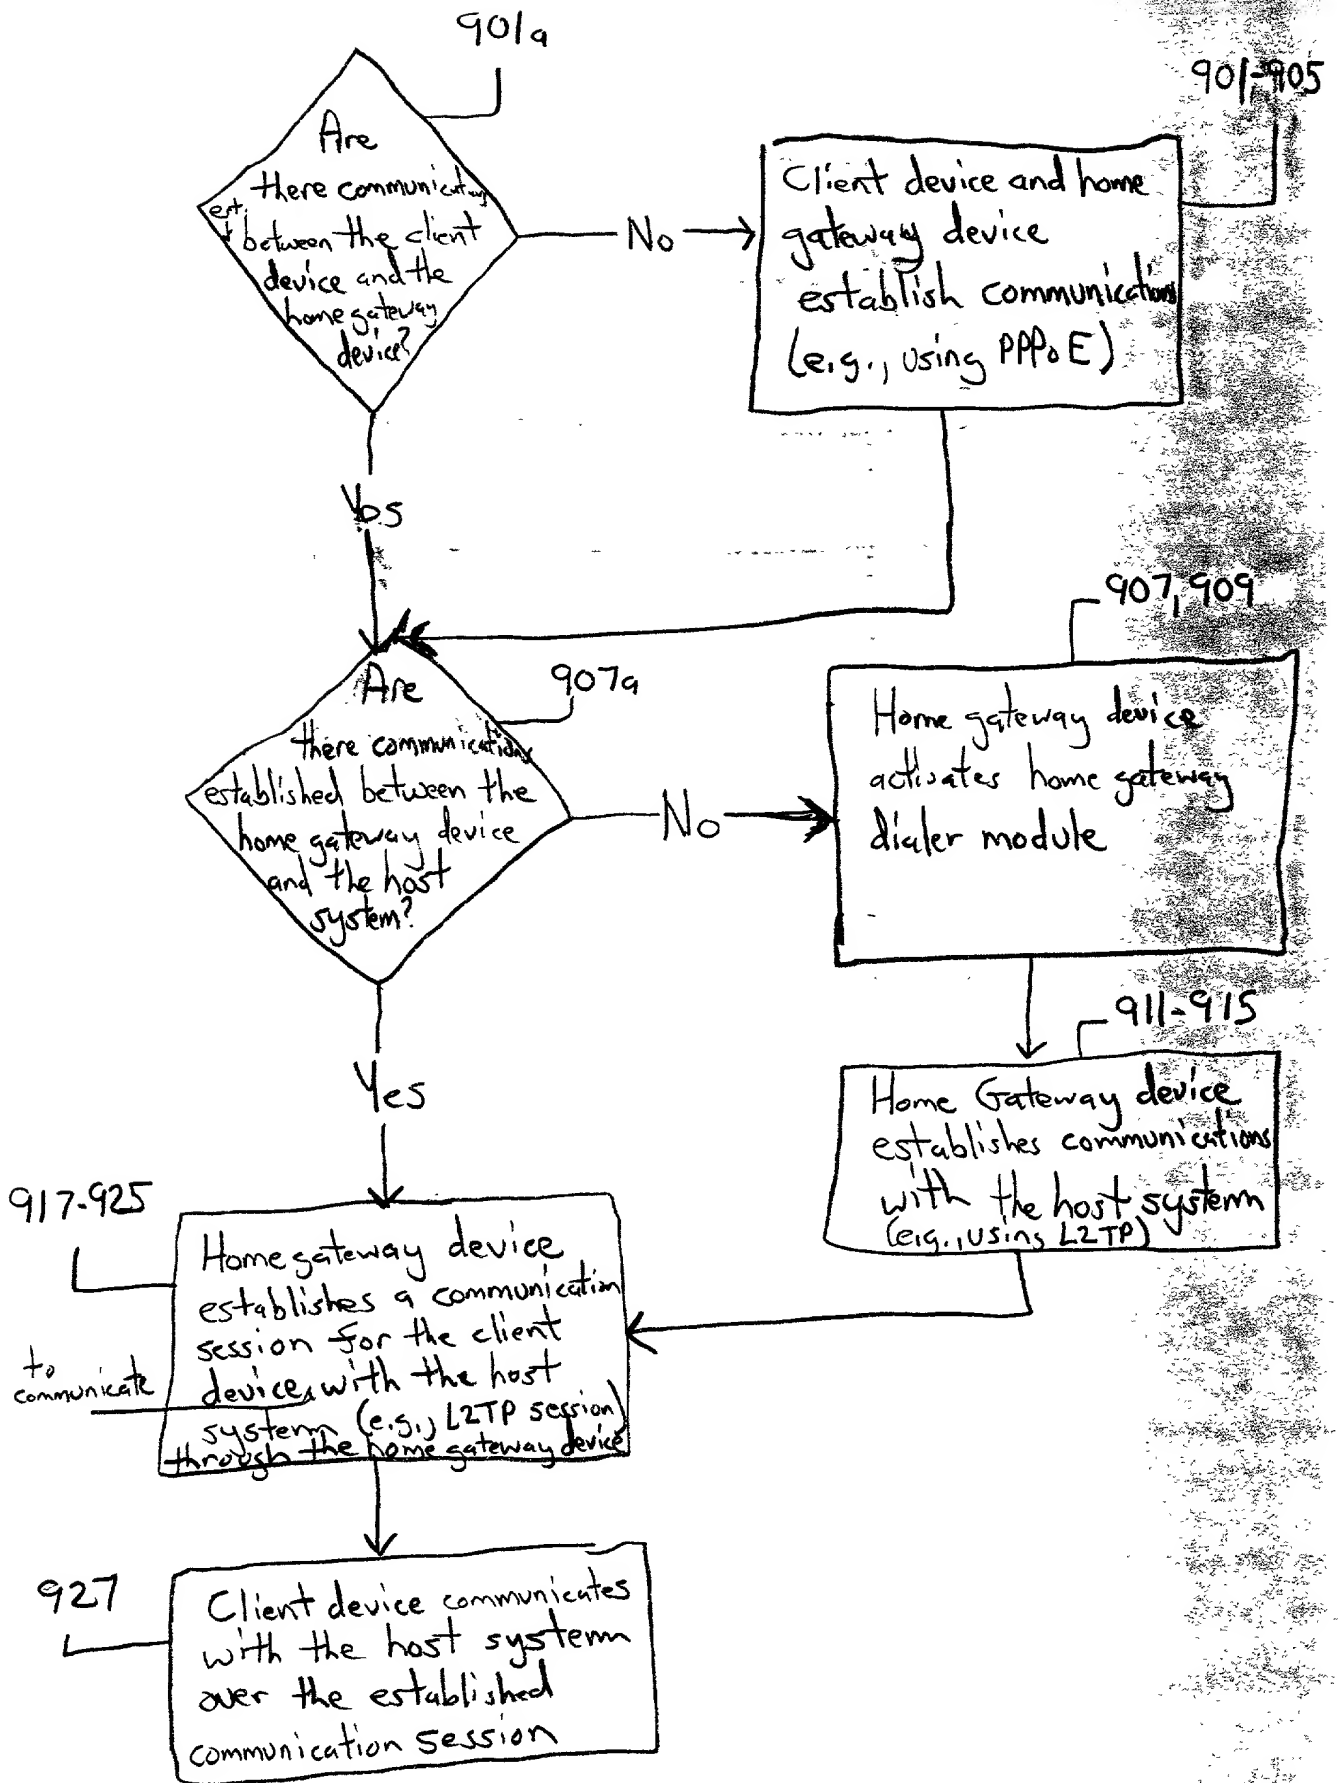 901a
Are
there communications
est.
between the client
device and the
home gateway
device?
No
901-905
Client device and home
gateway device
establish communications
(e.g., using PPPoE)
Yes
907a
Are
there communications
established between the
home gateway device
and the host
system?
No
907, 909
Home gateway device
activates home gateway
dialer module
Yes
911-915
Home Gateway device
establishes communications
with the host system
(e.g., using L2TP)
917-925
Home gateway device
establishes a communication
session for the client
device with the host
to
communicate
system (e.g., L2TP session)
through the home gateway device
927
Client device communicates
with the host system
over the established
communication session